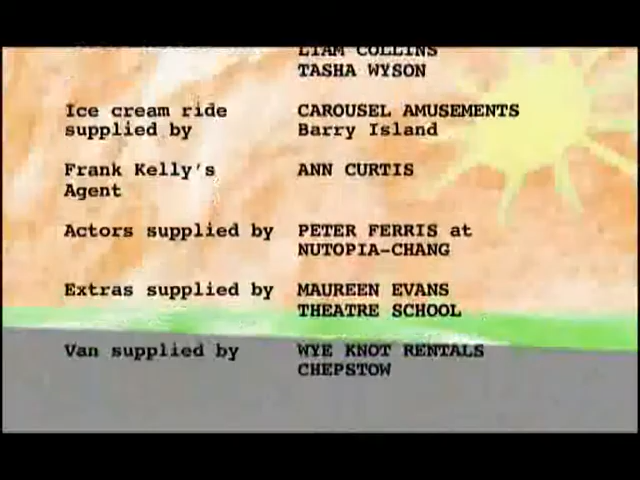 LIAM COLLINS
TASHA WYSON
Ice cream ride CAROUSEL AMUSEMENTS
supplied by Barry Island
Frank Kelly's ANN CURTIS
Agent
Actors supplied by PETER FERRIS at
NUTOPIA-CHANG
Extras supplied by MAUREEN EVANS
THEATRE SCHOOL
Van supplied by WYE KNOT RENTALS
CHEPSTOW